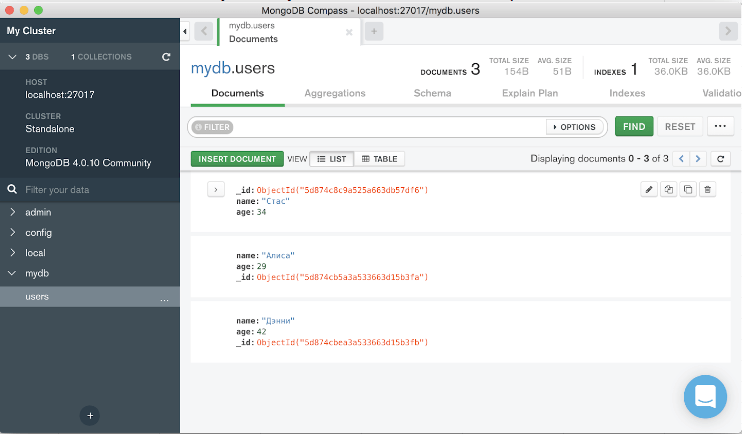 MongoDB Compass - localhost:27017/mydb.users
My Cluster
3 DBS 1 COLLECTIONS
HOST
localhost:27017
CLUSTER
Standalone
EDITION
MongoDB 4.0.10 Community
Filter your data
admin
config
local
mydb
users ...
+
mydb.users
Documents
× +
mydb.users
DOCUMENTS 3 TOTAL SIZE 154B AVG. SIZE 51B
INDEXES 1 TOTAL SIZE 36.0KB AVG. SIZE 36.0KB
Documents Aggregations Schema Explain Plan Indexes Validatio
FILTER OPTIONS FIND RESET ...
INSERT DOCUMENT VIEW LIST TABLE Displaying documents 0 - 3 of 3
_id: ObjectId("5d874c8c9a525a663db57df6")
name: "Стас"
age: 34
name: "Алиса"
age: 29
_id: ObjectId("5d874cb5a3a533663d15b3fa")
name: "Дэнни"
age: 42
_id: ObjectId("5d874cbea3a533663d15b3fb")